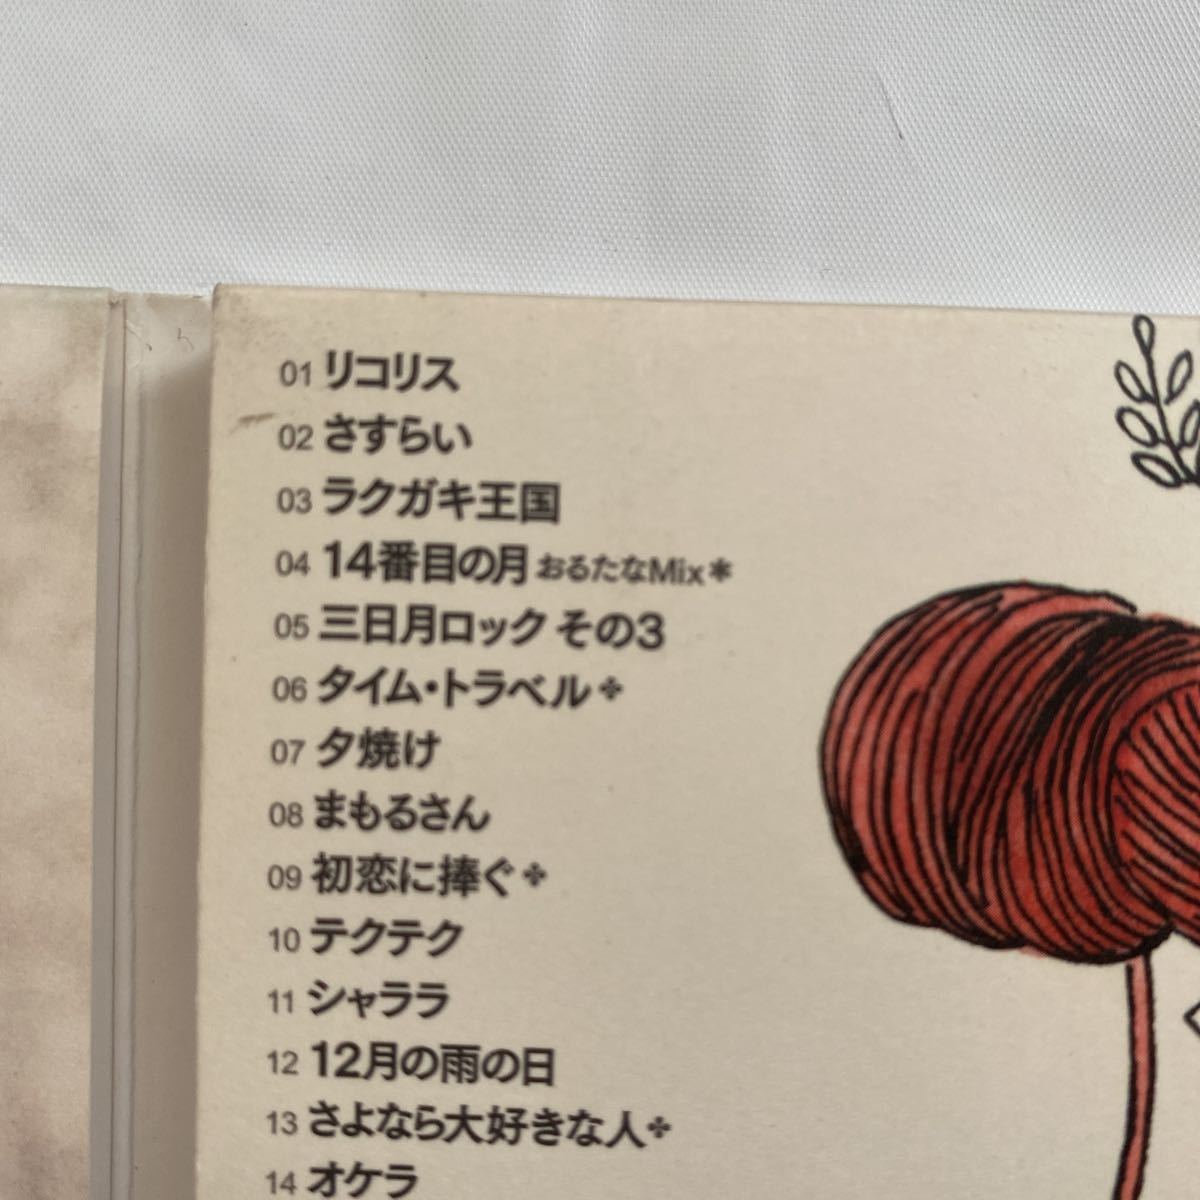 01 リコリス
02 さすらい
03 ラクガキ王国
04 14番目の月 おるたなMix＊
05 三日月ロック その3
06 タイム・トラベル✤
07 夕焼け
08 まもるさん
09 初恋に捧ぐ✤
10 テクテク
11 シャララ
12 12月の雨の日
13 さよなら大好きな人✤
14 オケラ